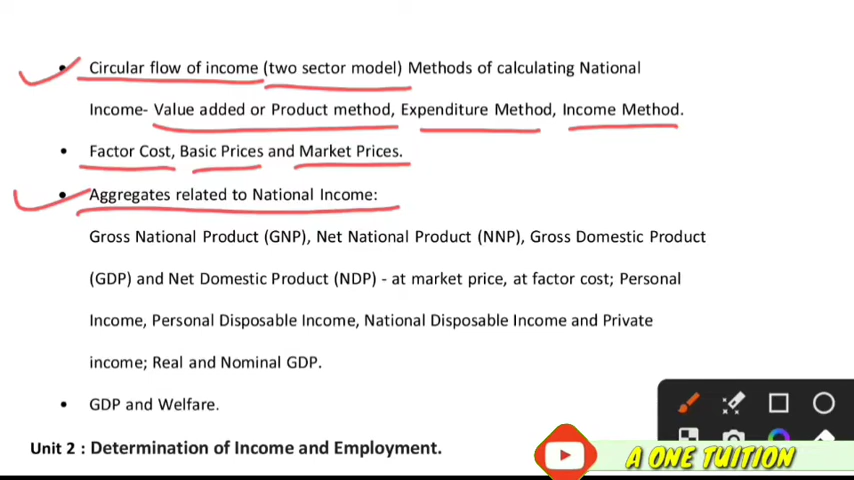 • Circular flow of income (two sector model) Methods of calculating National
Income- Value added or Product method, Expenditure Method, Income Method.
• Factor Cost, Basic Prices and Market Prices.
• Aggregates related to National Income:
Gross National Product (GNP), Net National Product (NNP), Gross Domestic Product
(GDP) and Net Domestic Product (NDP) - at market price, at factor cost; Personal
Income, Personal Disposable Income, National Disposable Income and Private
income; Real and Nominal GDP.
• GDP and Welfare.
Unit 2 : Determination of Income and Employment.
A ONE TUITION